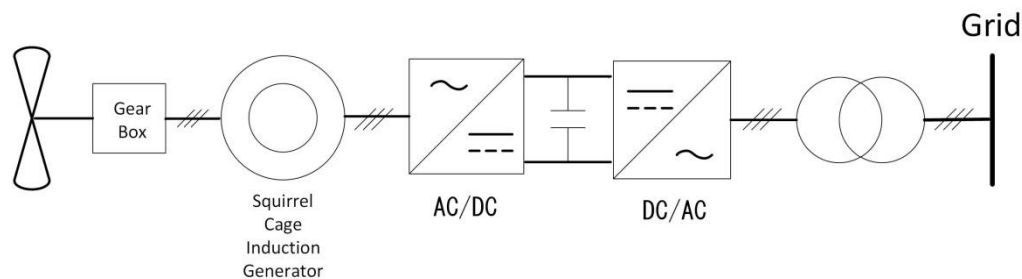 Grid
Gear
Box
Squirrel
Cage
Induction
Generator
AC/DC
DC/AC